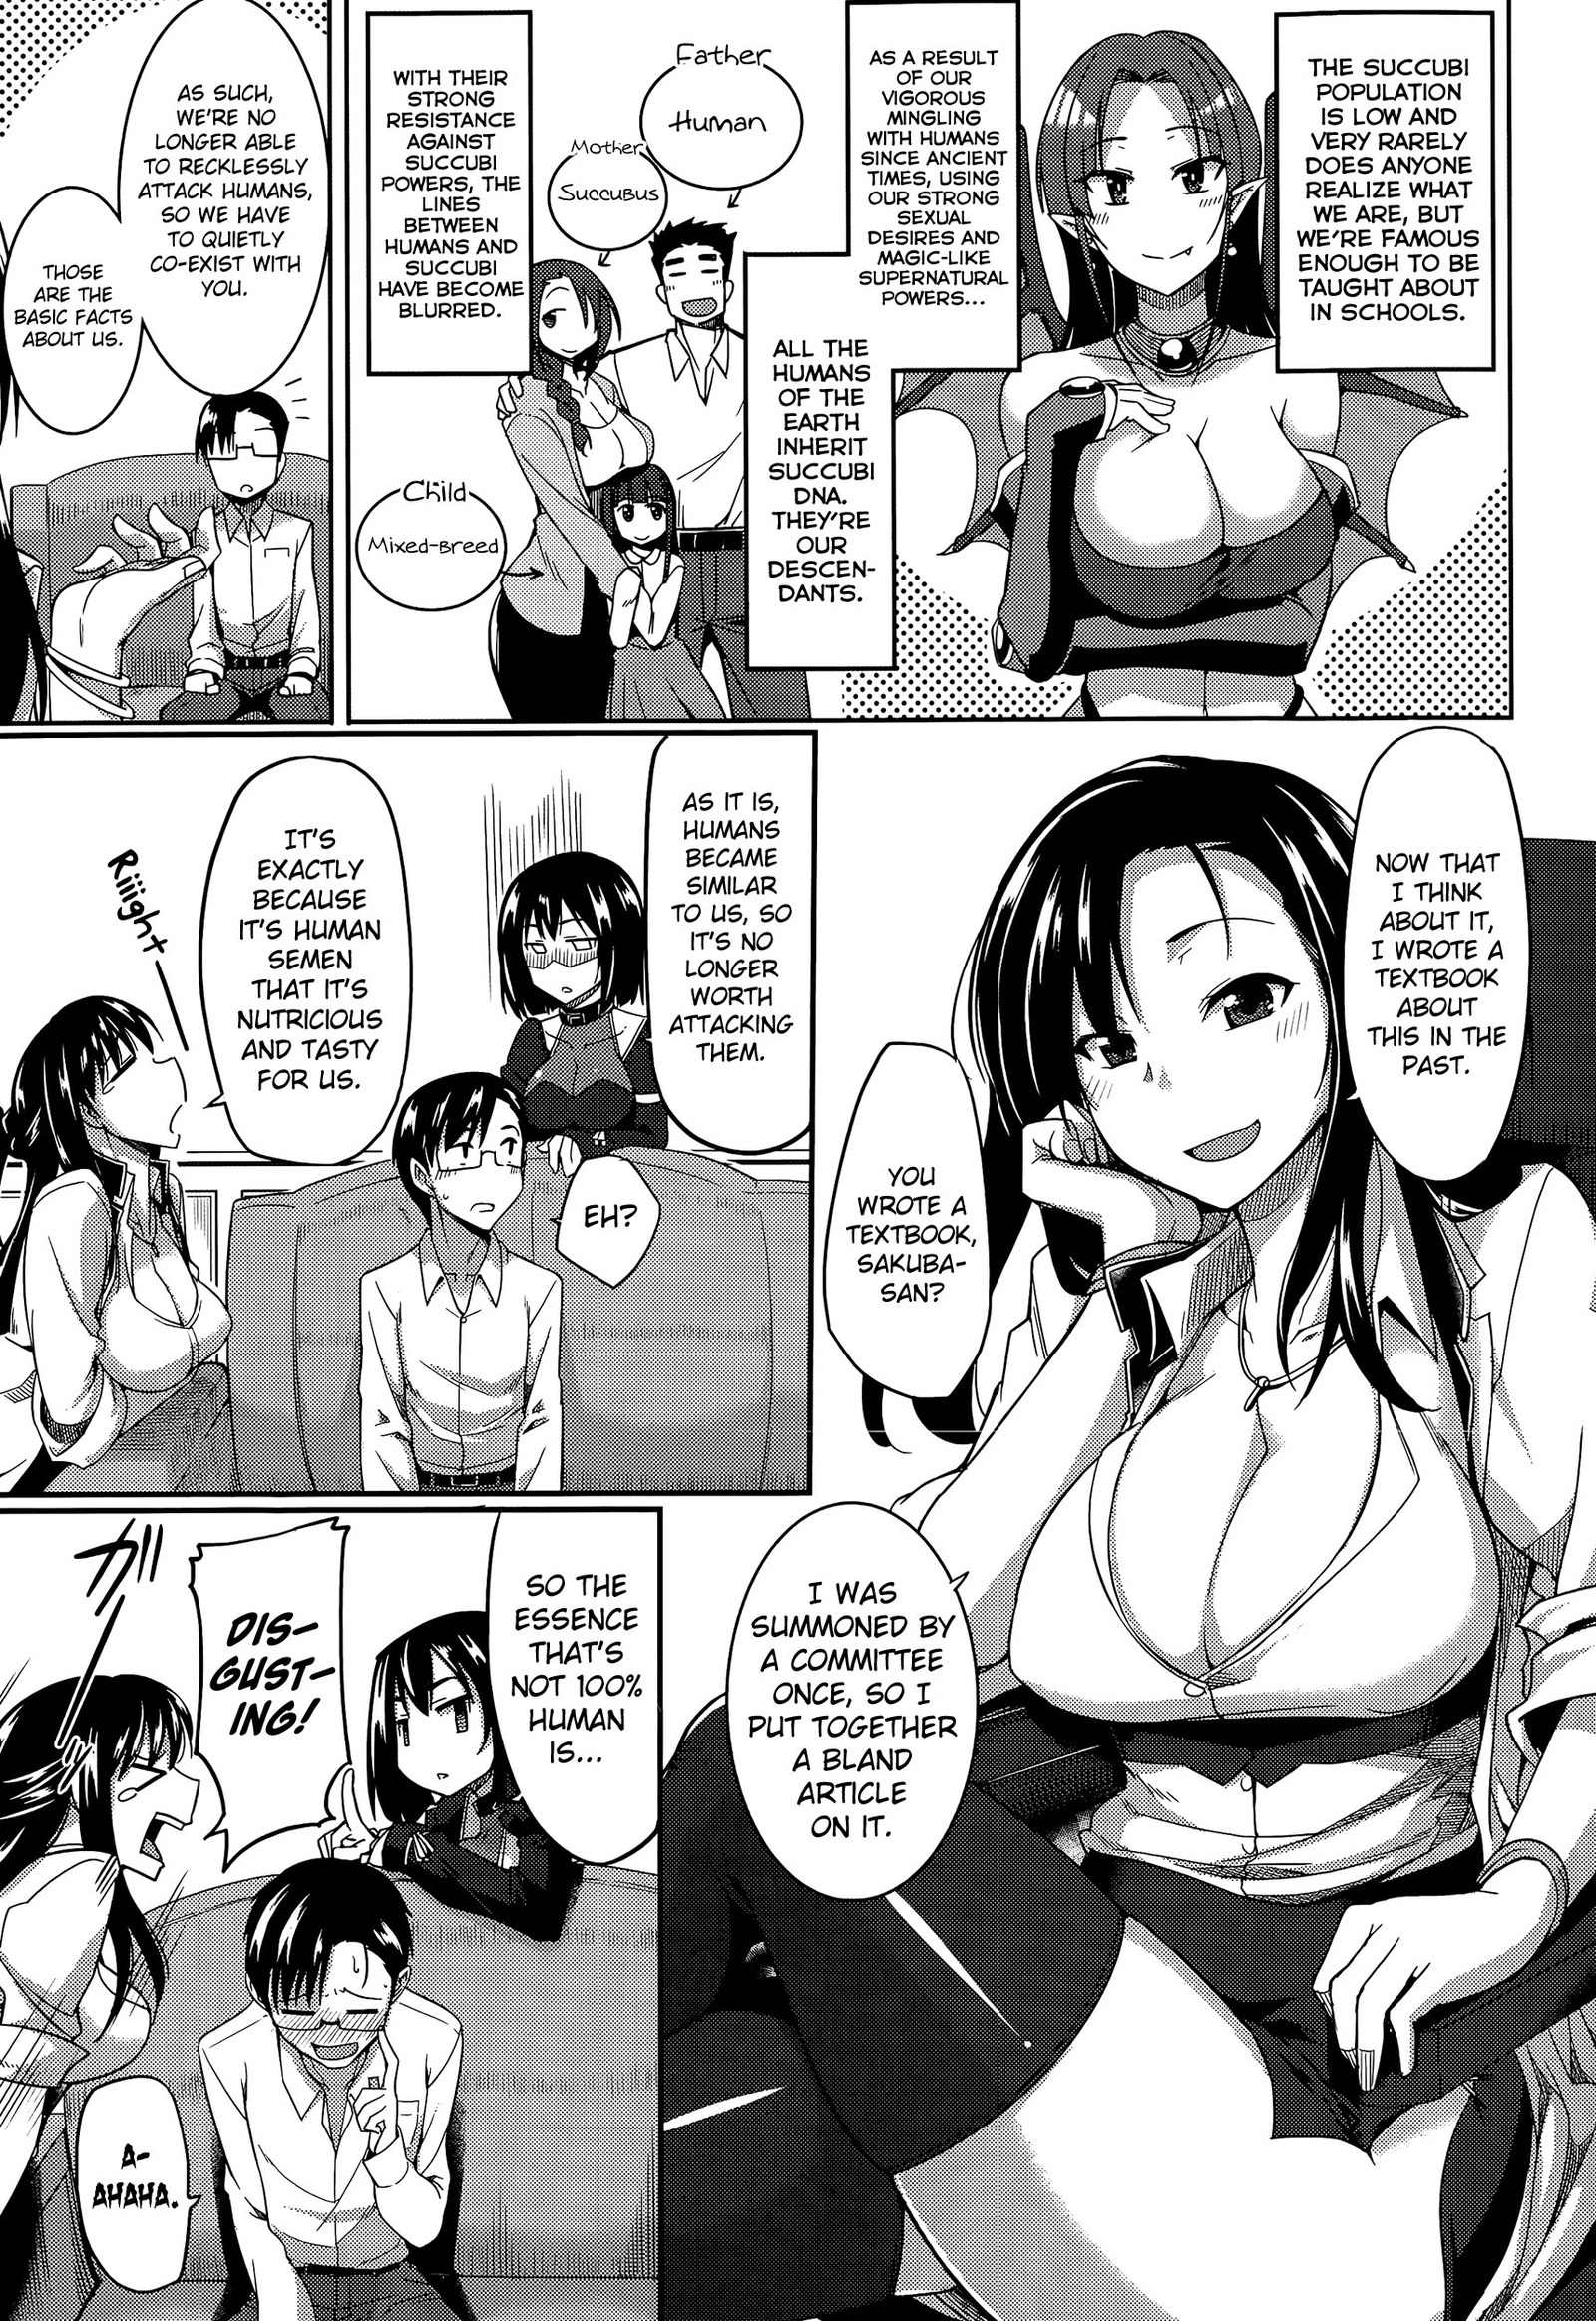 THE SUCCUBI
POPULATION
IS LOW AND
VERY RARELY
DOES ANYONE
REALIZE WHAT
WE ARE, BUT
WE'RE FAMOUS
ENOUGH TO BE
TAUGHT ABOUT
IN SCHOOLS.
AS A RESULT
OF OUR
VIGOROUS
MINGLING
WITH HUMANS
SINCE ANCIENT
TIMES, USING
OUR STRONG
SEXUAL
DESIRES AND
MAGIC-LIKE
SUPERNATURAL
POWERS...
ALL THE
HUMANS
OF THE
EARTH
INHERIT
SUCCUBI
DNA.
THEY'RE
OUR
DESCEN-
DANTS.
Father
Human
Mother
Succubus
Child
Mixed-Breed
WITH THEIR
STRONG
RESISTANCE
AGAINST
SUCCUBI
POWERS, THE
LINES
BETWEEN
HUMANS AND
SUCCUBI
HAVE BECOME
BLURRED.
AS SUCH,
WE'RE NO
LONGER ABLE
TO RECKLESSLY
ATTACK HUMANS,
SO WE HAVE
TO QUIETLY
CO-EXIST WITH
YOU.
THOSE
ARE THE
BASIC FACTS
ABOUT US.
NOW THAT
I THINK
ABOUT IT,
I WROTE A
TEXTBOOK
ABOUT
THIS IN THE
PAST.
YOU
WROTE A
TEXTBOOK,
SAKUBA-
SAN?
I WAS
SUMMONED BY
A COMMITTEE
ONCE, SO I
PUT TOGETHER
A BLAND
ARTICLE
ON IT.
AS IT IS,
HUMANS
BECAME
SIMILAR
TO US, SO
IT'S NO
LONGER
WORTH
ATTACKING
THEM.
EH?
IT'S
EXACTLY
BECAUSE
IT'S HUMAN
SEMEN
THAT IT'S
NUTRICIOUS
AND TASTY
FOR US.
Riiiight
SO THE
ESSENCE
THAT'S
NOT 100%
HUMAN
IS...
DIS-
GUST-
ING!
ガーッ
A-
AHAHA.